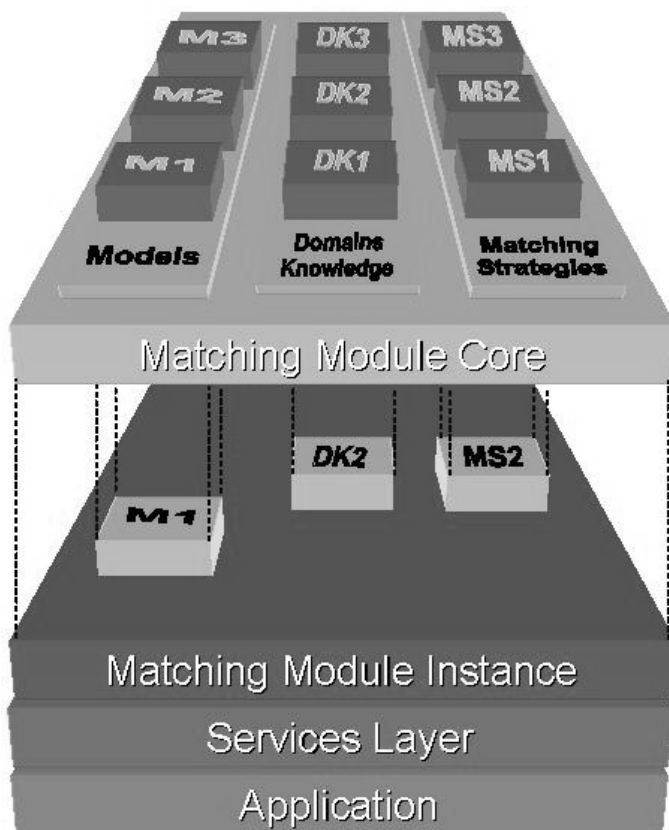 M3 DK3 MS3
M2 DK2 MS2
M1 DK1 MS1
Models
Domains
Knowledge
Matching
Strategies
Matching Module Core
M1 DK2 MS2
Matching Module Instance
Services Layer
Application